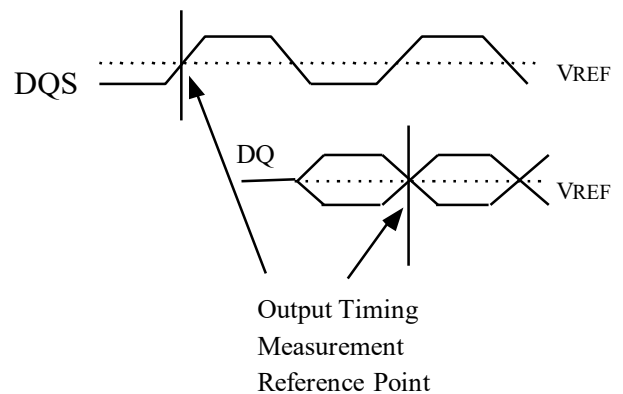 DQS
VREF
DQ
VREF
Output Timing
Measurement
Reference Point